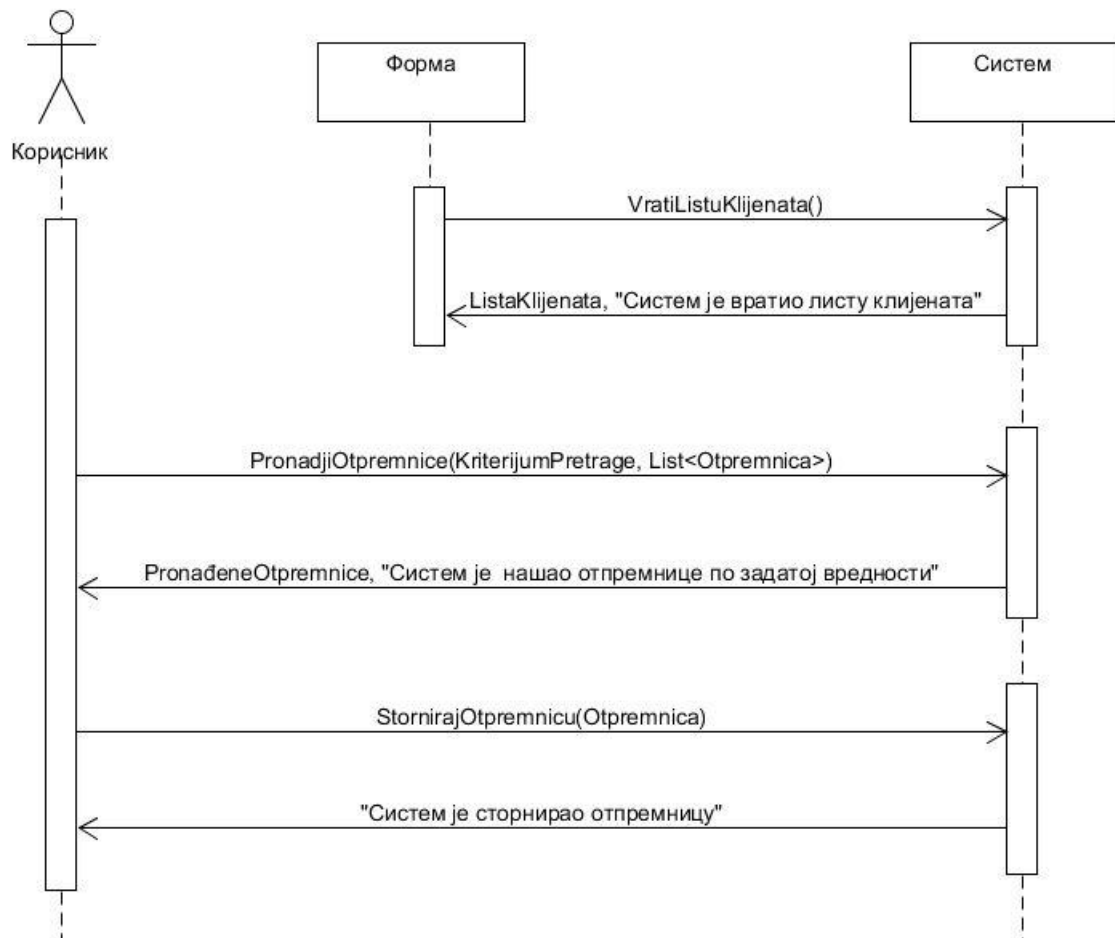 Корисник
Форма
Систем
VratiListuKlijenata()
ListaKlijenata, "Систем је вратио листу клијената"
PronadjiOtpremnice(KriterijumPretrage, List<Otpremnica>)
PronađeneOtpremnice, "Систем је  нашао отпремнице по задатој вредности"
StornirajOtpremnicu(Otpremnica)
"Систем је сторнирао отпремницу"